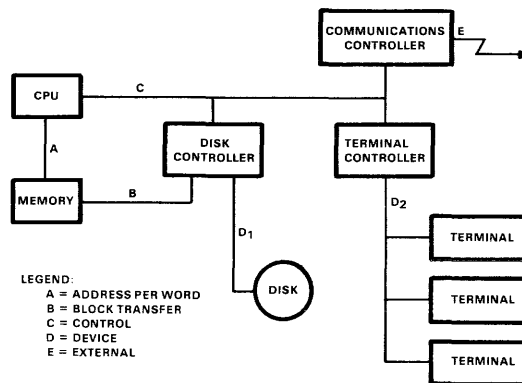 COMMUNICATIONS
CONTROLLER
E
CPU
C
DISK
CONTROLLER
TERMINAL
CONTROLLER
A
MEMORY
B
D1
D2
TERMINAL
DISK
TERMINAL
TERMINAL
LEGEND:
A = ADDRESS PER WORD
B = BLOCK TRANSFER
C = CONTROL
D = DEVICE
E = EXTERNAL